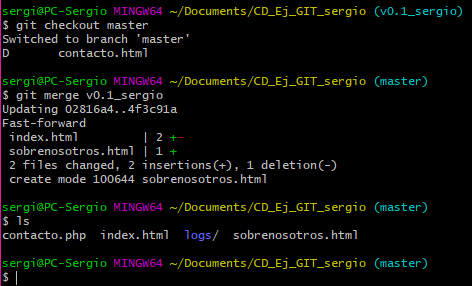 sergi@PC-Sergio MINGW64 ~/Documents/CD_Ej_GIT_sergio (v0.1_sergio)
$ git checkout master
Switched to branch 'master'
D       contacto.html
sergi@PC-Sergio MINGW64 ~/Documents/CD_Ej_GIT_sergio (master)
$ git merge v0.1_sergio
Updating 02816a4..4f3c91a
Fast-forward
 index.html        | 2 +-
 sobrenosotros.html | 1 +
 2 files changed, 2 insertions(+), 1 deletion(-)
 create mode 100644 sobrenosotros.html
sergi@PC-Sergio MINGW64 ~/Documents/CD_Ej_GIT_sergio (master)
$ ls
contacto.php  index.html  logs/  sobrenosotros.html
sergi@PC-Sergio MINGW64 ~/Documents/CD_Ej_GIT_sergio (master)
$